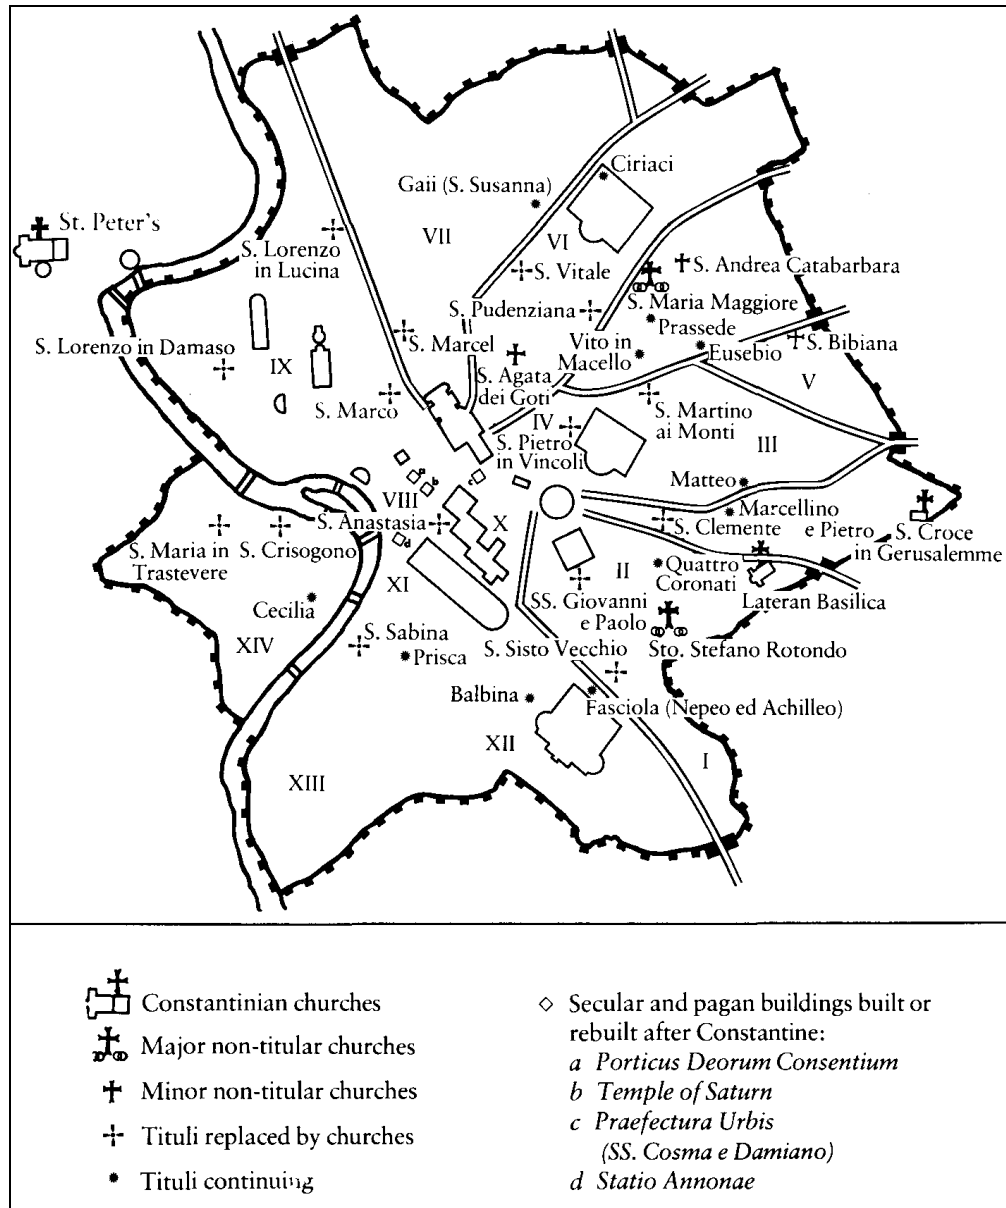 Ciriaci
Gaii (S. Susanna)
St. Peter's
VII
VI
S. Lorenzo
in Lucina
S. Vitale
S. Andrea Catabarbara
S. Pudenziana
S. Maria Maggiore
Prassede
S. Lorenzo in Damaso
S. Marcel
Vito in
Macello
Eusebio
S. Bibiana
IX
S. Agata
dei Goti
V
S. Marco
IV
S. Martino
ai Monti
S. Pietro
in Vincoli
III
Matteo
VIII
Marcellino
e Pietro
S. Anastasia
X
S. Clemente
S. Croce
in Gerusalemme
S. Maria in
Trastevere
S. Crisogono
XI
II
Quattro
Coronati
Cecilia
SS. Giovanni
e Paolo
Lateran Basilica
XIV
S. Sabina
Prisca
S. Sisto Vecchio
Sto. Stefano Rotondo
Balbina
Fasciola (Nepeo ed Achilleo)
XII
I
XIII
Constantinian churches
Major non-titular churches
Minor non-titular churches
Tituli replaced by churches
Tituli continuing
Secular and pagan buildings built or
rebuilt after Constantine:
a Porticus Deorum Consentium
b Temple of Saturn
c Praefectura Urbis
(SS. Cosma e Damiano)
d Statio Annonae